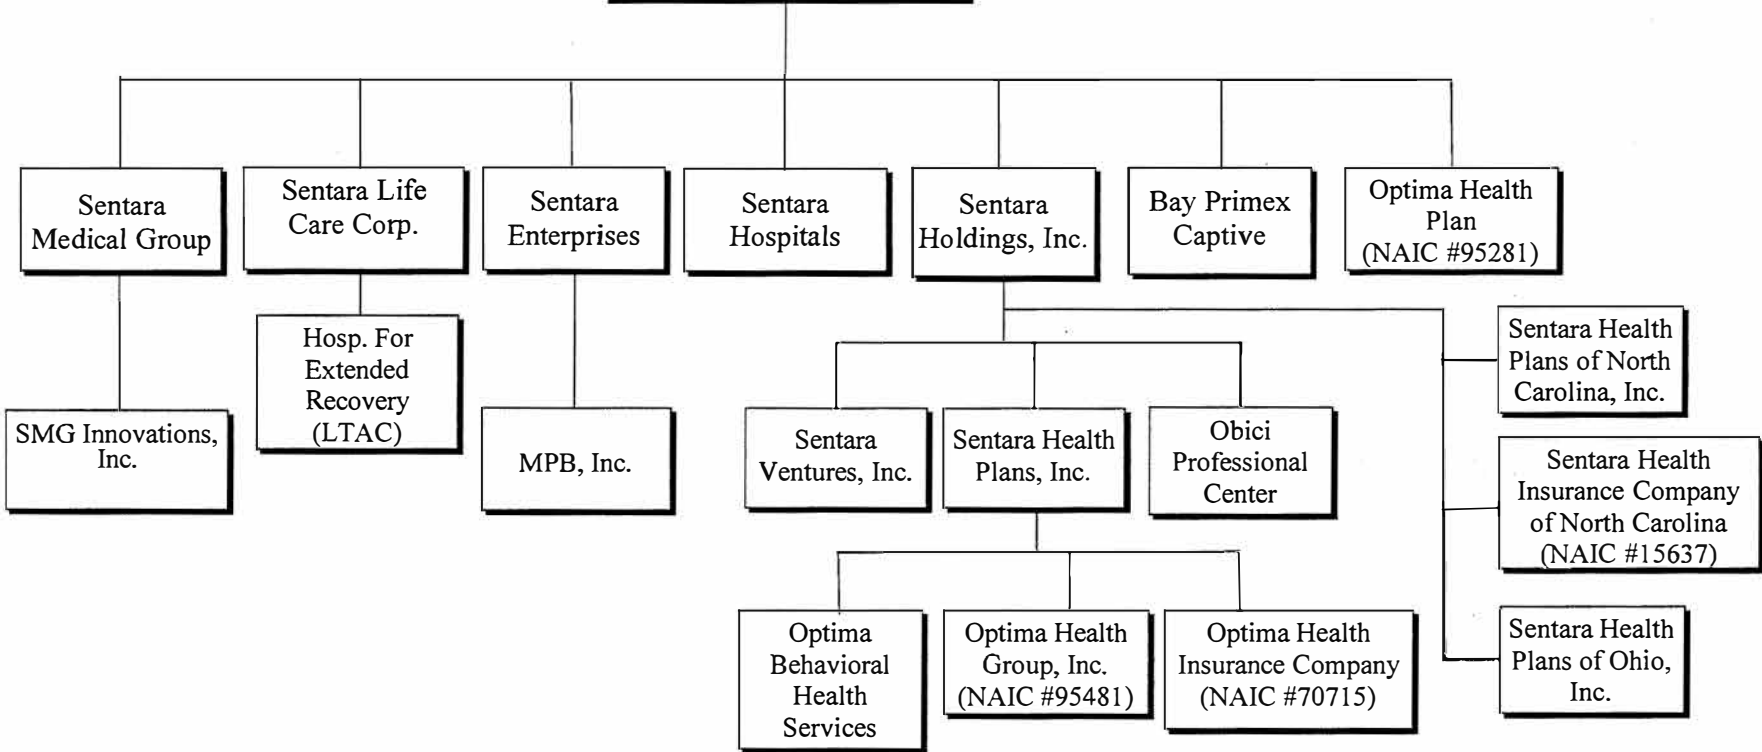 Sentara
Medical Group
Sentara Life
Care Corp.
Sentara
Enterprises
Sentara
Hospitals
Sentara
Holdings, Inc.
Bay Primex
Captive
Optima Health
Plan
(NAIC #95281)
Hosp. For
Extended
Recovery
(LTAC)
Sentara Health
Plans of North
Carolina, Inc.
SMG Innovations,
Inc.
MPB, Inc.
Sentara
Ventures, Inc.
Sentara Health
Plans, Inc.
Obici
Professional
Center
Sentara Health
Insurance Company
of North Carolina
(NAIC #15637)
Optima
Behavioral
Health
Services
Optima Health
Group, Inc.
(NAIC #95481)
Optima Health
Insurance Company
(NAIC #70715)
Sentara Health
Plans of Ohio,
Inc.